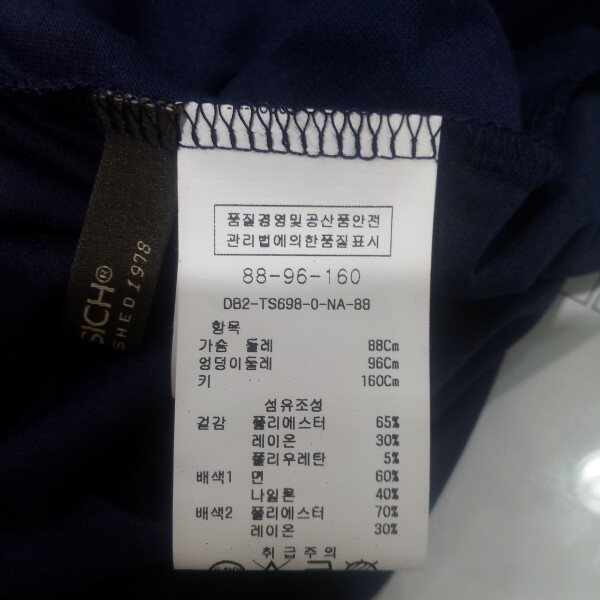 품질경영및공산품안전
관리법에의한품질표시
88-96-160
DB2-TS698-0-NA-88
항목
가슴 둘레 88Cm
엉덩이둘레 96Cm
키 160Cm
섬유조성
겉감 폴리에스터 65%
레이온 30%
폴리우레탄 5%
배색1 면 60%
나일론 40%
배색2 폴리에스터 70%
레이온 30%
취급주의
SICH®
SHED 1978